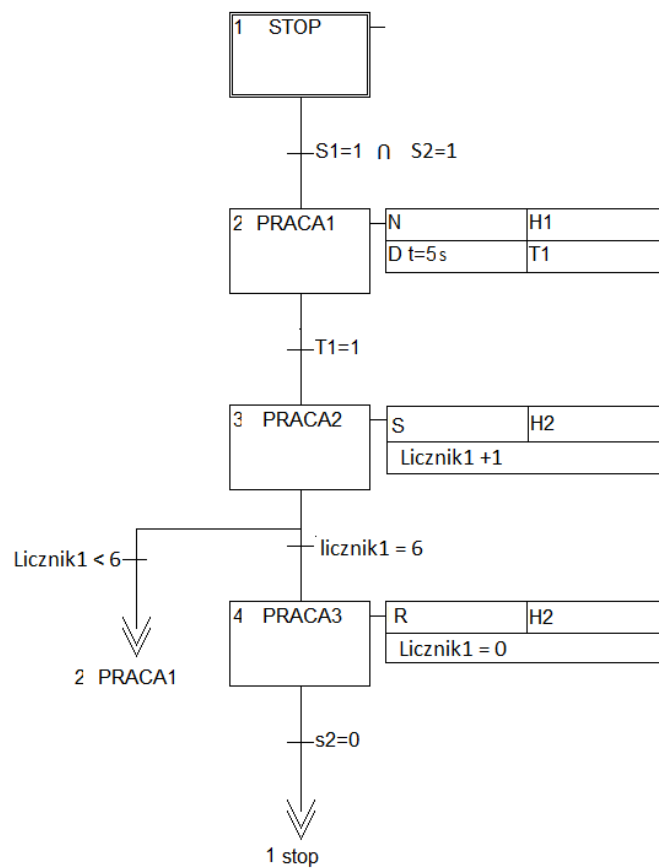 1 STOP
S1=1 ∩ S2=1
2 PRACA1
N H1
D t=5s T1
T1=1
3 PRACA2
S H2
Licznik1 +1
Licznik1 < 6
licznik1 = 6
4 PRACA3
R H2
Licznik1 = 0
2 PRACA1
s2=0
1 stop